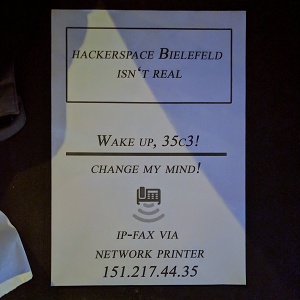 HACKERSPACE BIELEFELD
ISN'T REAL
WAKE UP, 35C3!
CHANGE MY MIND!
IP-FAX VIA
NETWORK PRINTER
151.217.44.35